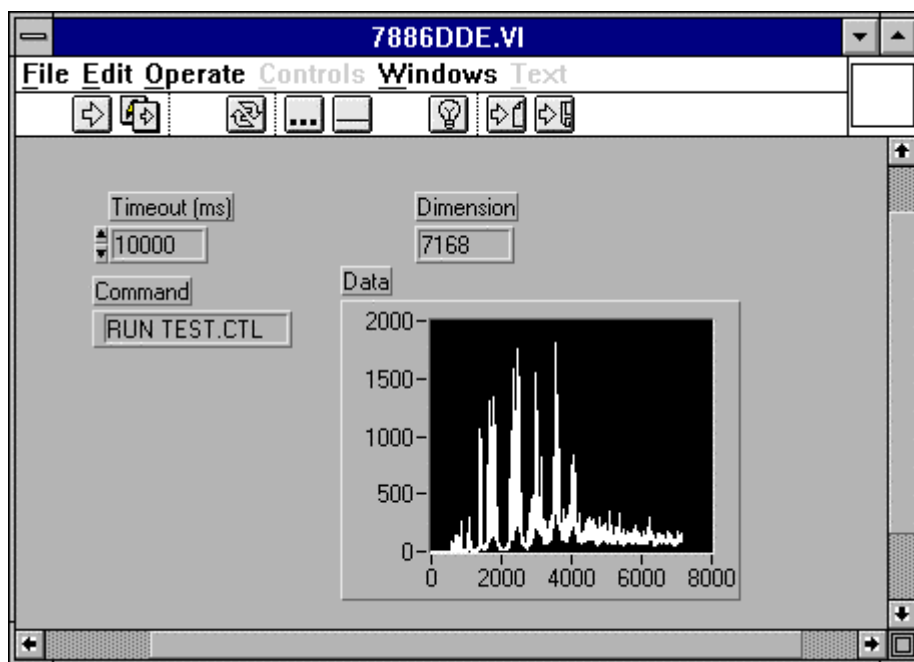 7886DDE.VI
File Edit Operate Controls Windows Text
Timeout (ms)
10000
Dimension
7168
Command
RUN TEST.CTL
Data
2000
1500
1000
500
0
0 2000 4000 6000 8000